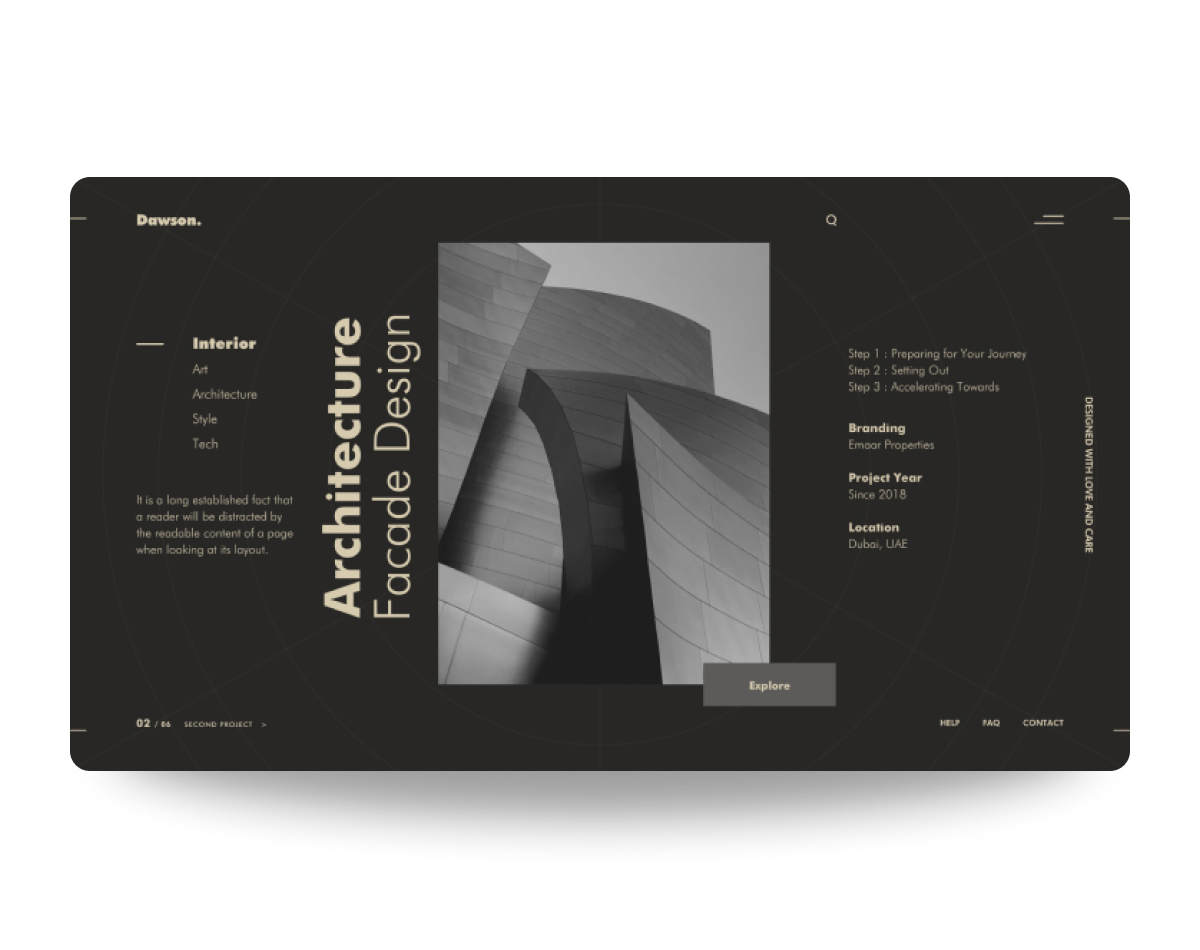 Dawson.
Interior
Art
Architecture
Style
Tech
It is a long established fact that
a reader will be distracted by
the readable content of a page
when looking at its layout.
Architecture
Facade Design
Explore
Step 1 : Preparing for Your Journey
Step 2 : Setting Out
Step 3 : Accelerating Towards
Branding
Emaar Properties
Project Year
Since 2018
Location
Dubai, UAE
DESIGNED WITH LOVE AND CARE
02 / 06 SECOND PROJECT >
HELP FAQ CONTACT